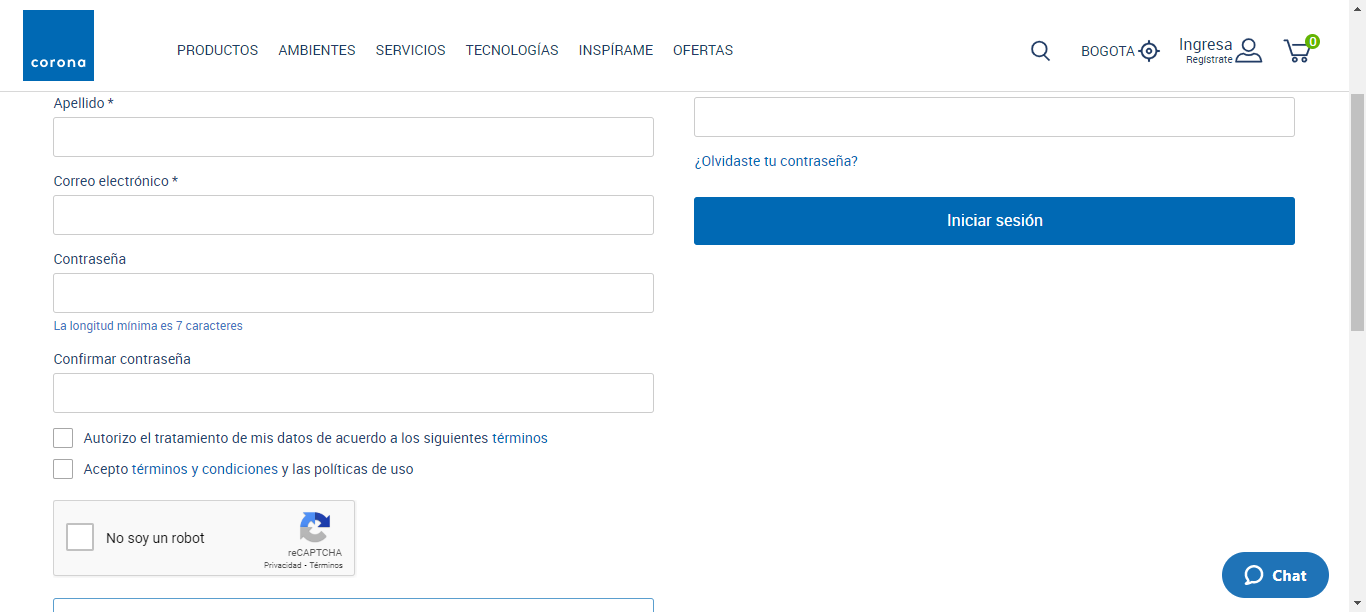 corona
PRODUCTOS AMBIENTES SERVICIOS TECNOLOGÍAS INSPÍRAME OFERTAS
BOGOTA
Ingresa
Regístrate
0
Apellido *
Correo electrónico *
Contraseña
La longitud mínima es 7 caracteres
Confirmar contraseña
Autorizo el tratamiento de mis datos de acuerdo a los siguientes términos
Acepto términos y condiciones y las políticas de uso
No soy un robot
reCAPTCHA
Privacidad - Términos
¿Olvidaste tu contraseña?
Iniciar sesión
Chat